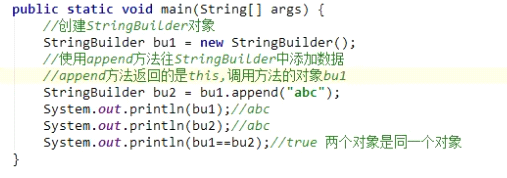 public static void main(String[] args) {
//创建StringBuilder对象
StringBuilder bu1 = new StringBuilder();
//使用append方法往StringBuilder中添加数据
//append方法返回的是this,调用方法的对象bu1
StringBuilder bu2 = bu1.append("abc");
System.out.println(bu1);//abc
System.out.println(bu2);//abc
System.out.println(bu1==bu2);//true 两个对象是同一个对象
}